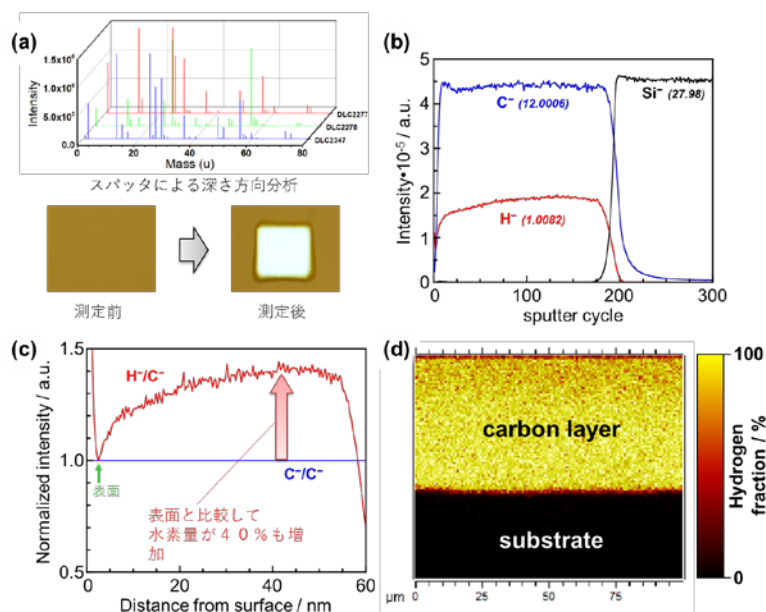 (a)
1.5x10⁶
1.0x10⁶
5.0x10⁵
0.0
Intensity
0 20 40 60 80
Mass (u)
DLC2277
DLC2278
DLC2347
スパッタによる深さ方向分析
測定前
測定後
(b)
5
4
3
2
1
0
Intensity•10⁻⁵ / a.u.
C⁻ (12.0006)
Si⁻ (27.98)
H⁻ (1.0082)
0 100 200 300
sputter cycle
(c)
1.5
1.0
0.5
Normalized intensity / a.u.
H⁻/C⁻
C⁻/C⁻
表面
表面と比較して
水素量が40%も増
加
0 20 40 60
Distance from surface / nm
(d)
carbon layer
substrate
μm 0 25 50 75
100
0
Hydrogen
fraction / %